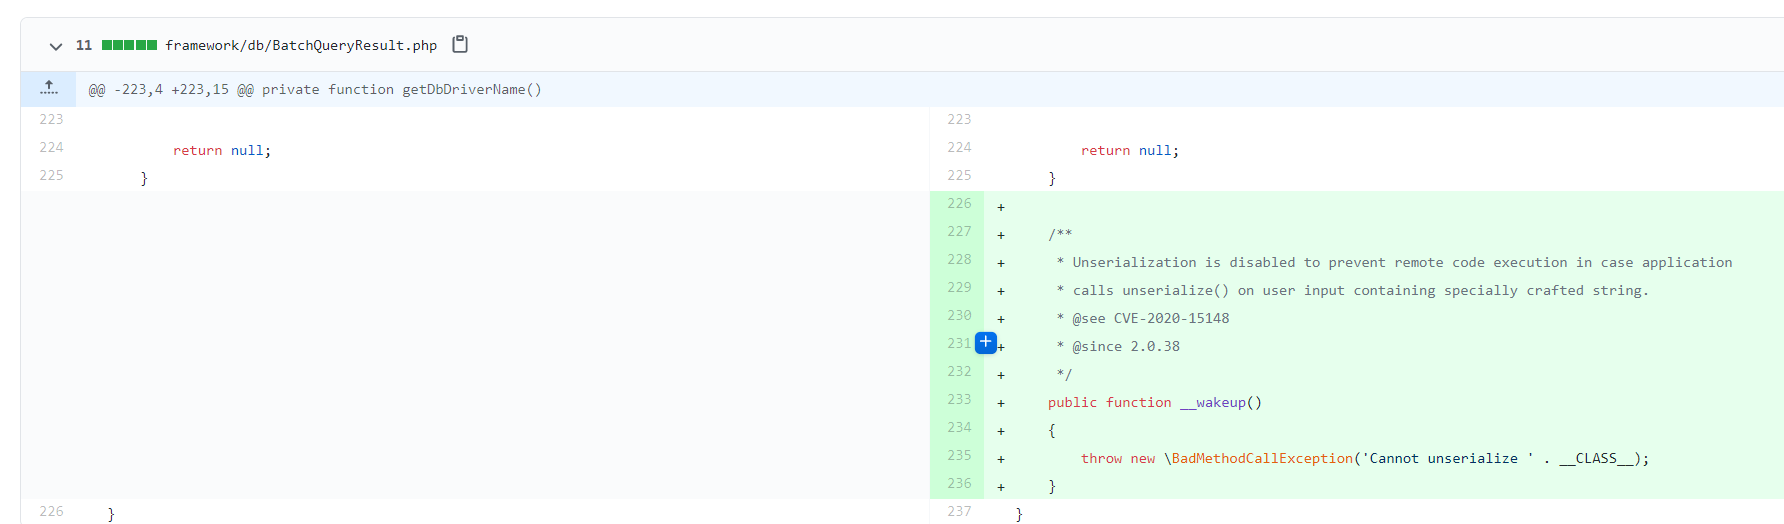 11 framework/db/BatchQueryResult.php
@@ -223,4 +223,15 @@ private function getDbDriverName()
223 223
224 return null; 224 return null;
225 } 225 }
226 +
227 + /**
228 + * Unserialization is disabled to prevent remote code execution in case application
229 + * calls unserialize() on user input containing specially crafted string.
230 + * @see CVE-2020-15148
231 + * @since 2.0.38
232 + */
233 + public function __wakeup()
234 + {
235 + throw new \BadMethodCallException('Cannot unserialize ' . __CLASS__);
236 + }
226 } 237 }